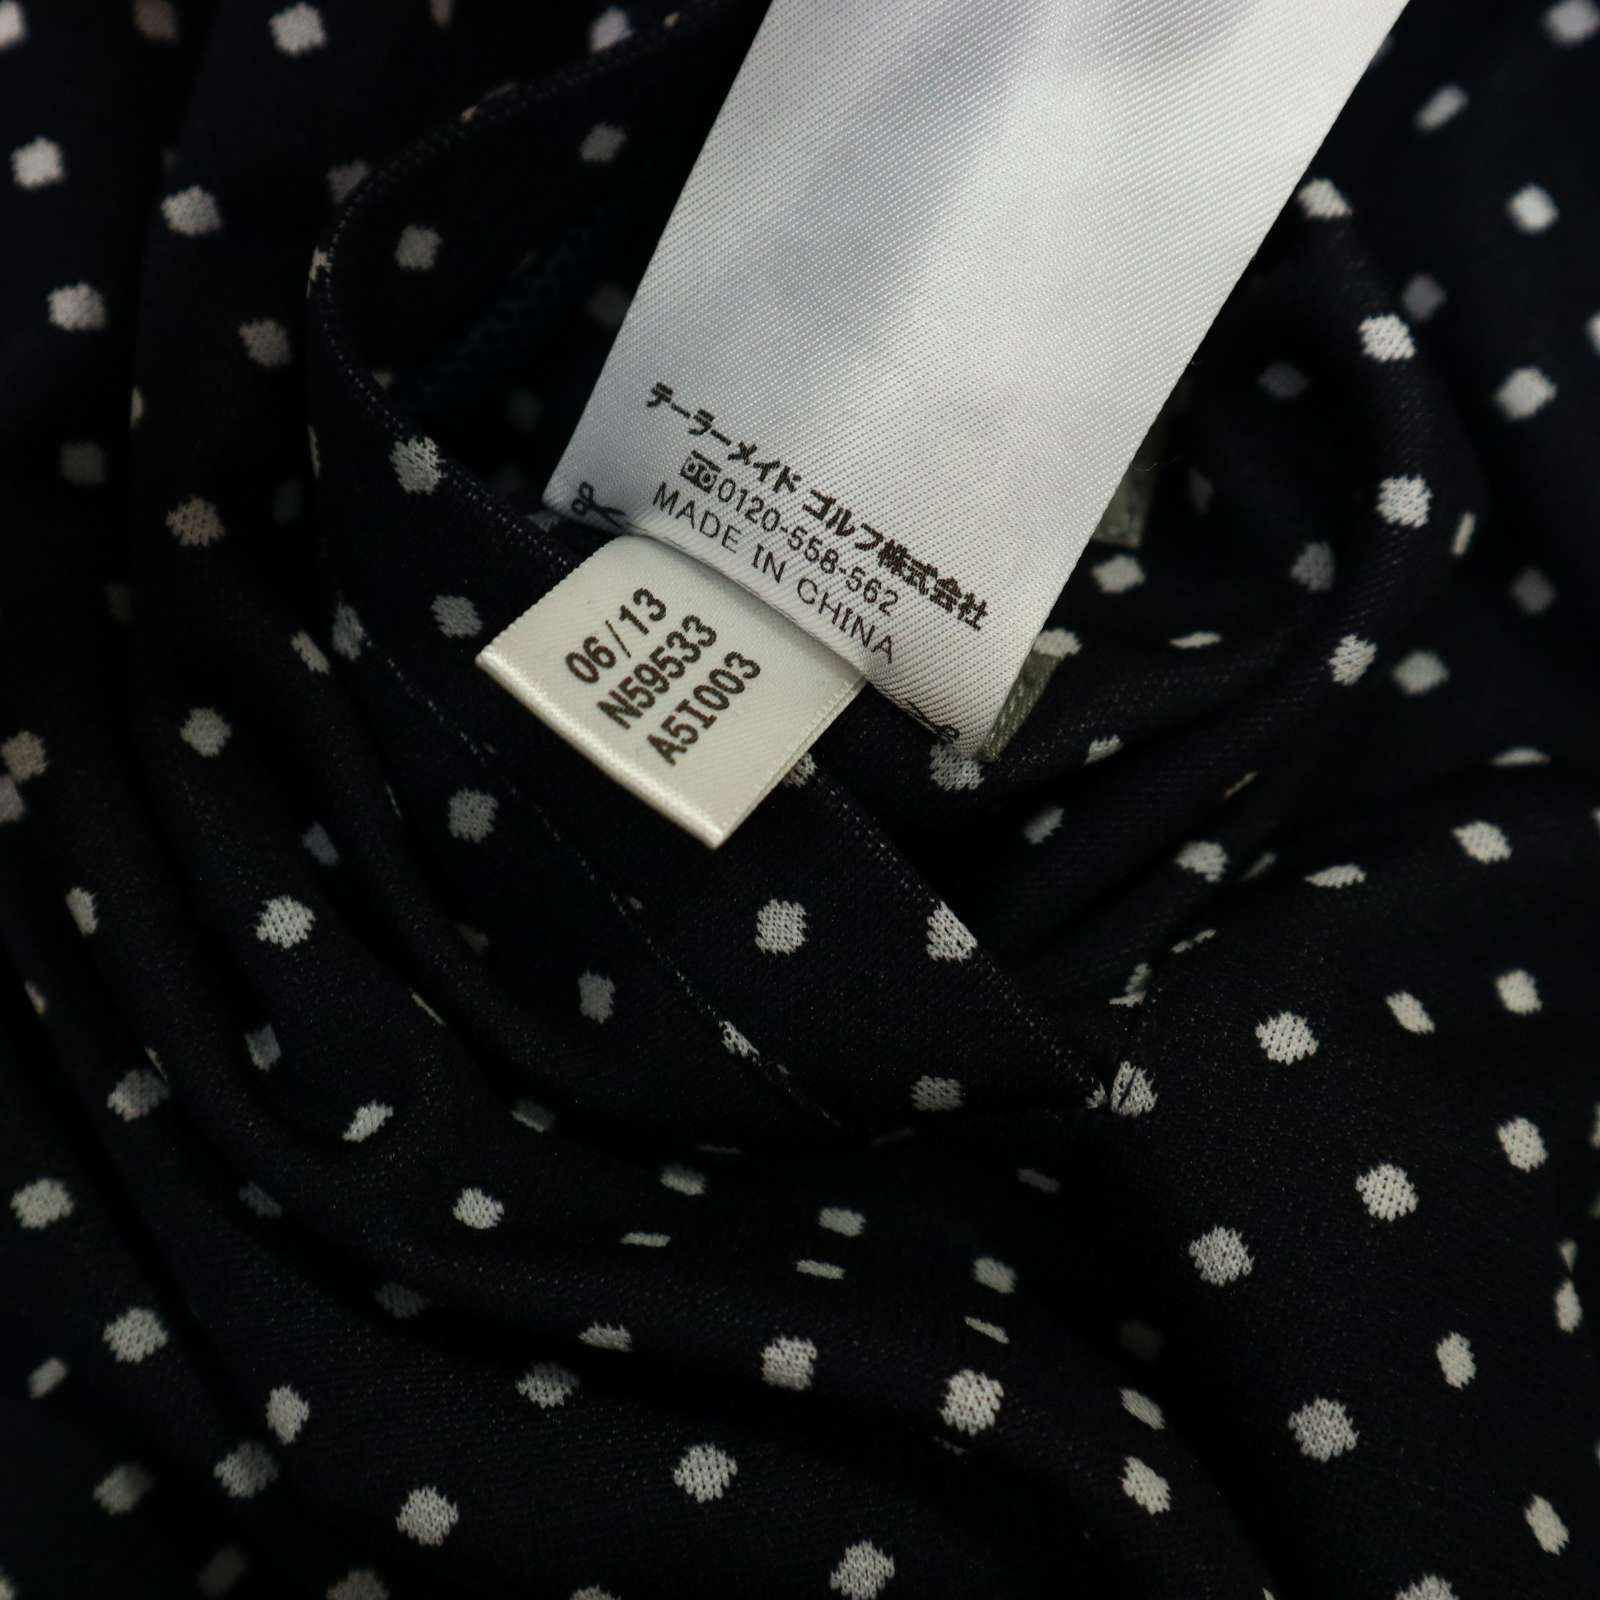 テーラーメイド ゴルフ株式会社
0120-558-562
MADE IN CHINA
06/13
N59533
A5I003